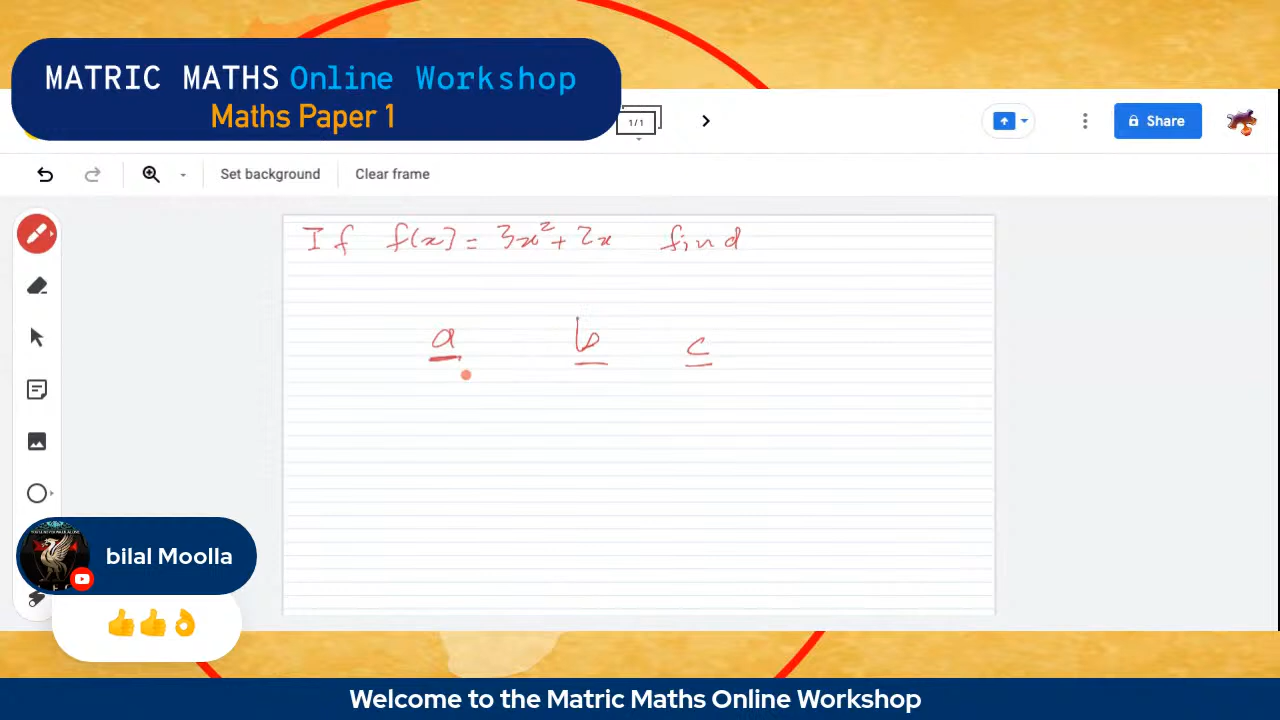 MATRIC MATHS Online Workshop
Maths Paper 1
1/1
Share
Set background
Clear frame
If f(x) = 3x² + 2x find
a b c
bilal Moolla
👍👍👌
Welcome to the Matric Maths Online Workshop